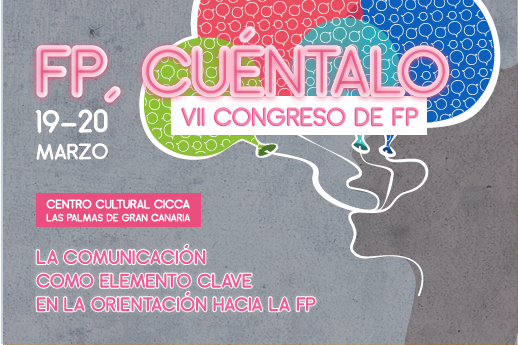 FP, CUÉNTALO
VII CONGRESO DE FP
19–20
MARZO
CENTRO CULTURAL CICCA
LAS PALMAS DE GRAN CANARIA
LA COMUNICACIÓN
COMO ELEMENTO CLAVE
EN LA ORIENTACIÓN HACIA LA FP